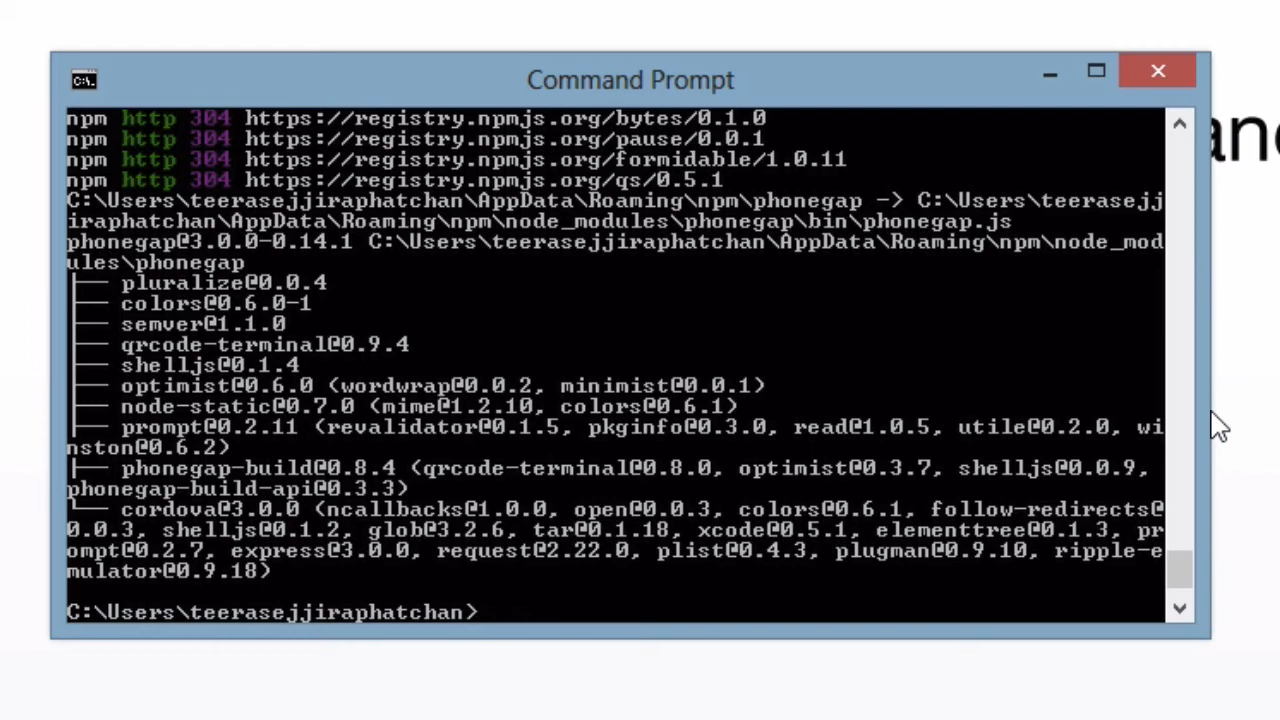 Command Prompt
and
npm http 304 https://registry.npmjs.org/bytes/0.1.0
npm http 304 https://registry.npmjs.org/pause/0.0.1
npm http 304 https://registry.npmjs.org/formidable/1.0.11
npm http 304 https://registry.npmjs.org/qs/0.5.1
C:\Users\teerasejjiraphatchan\AppData\Roaming\npm\phonegap -> C:\Users\teerasejj
iraphatchan\AppData\Roaming\npm\node_modules\phonegap\bin\phonegap.js
phonegap@3.0.0-0.14.1 C:\Users\teerasejjiraphatchan\AppData\Roaming\npm\node_mod
ules\phonegap
├── pluralize@0.0.4
├── colors@0.6.0-1
├── semver@1.1.0
├── qrcode-terminal@0.9.4
├── shelljs@0.1.4
├── optimist@0.6.0 (wordwrap@0.0.2, minimist@0.0.1)
├── node-static@0.7.0 (mime@1.2.10, colors@0.6.1)
├── prompt@0.2.11 (revalidator@0.1.5, pkginfo@0.3.0, read@1.0.5, utile@0.2.0, wi
nston@0.6.2)
├── phonegap-build@0.8.4 (qrcode-terminal@0.8.0, optimist@0.3.7, shelljs@0.0.9,
phonegap-build-api@0.3.3)
└── cordova@3.0.0 (ncallbacks@1.0.0, open@0.0.3, colors@0.6.1, follow-redirects@
0.0.3, shelljs@0.1.2, glob@3.2.6, tar@0.1.18, xcode@0.5.1, elementtree@0.1.3, pr
ompt@0.2.7, express@3.0.0, request@2.22.0, plist@0.4.3, plugman@0.9.10, ripple-e
mulator@0.9.18)
C:\Users\teerasejjiraphatchan>